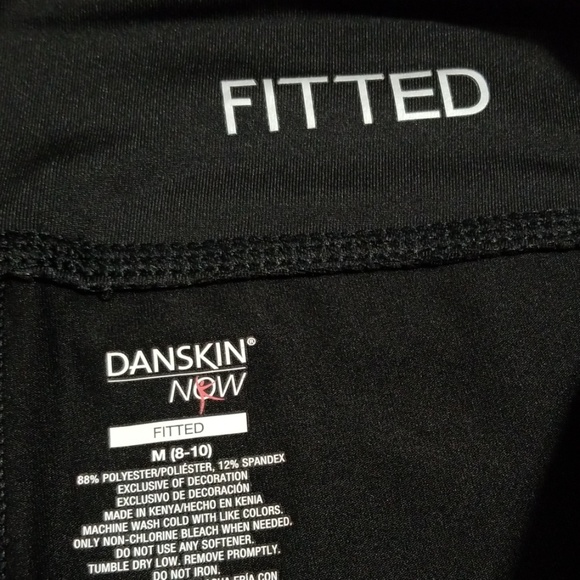 FITTED
DANSKIN®
NOW
FITTED
M (8-10)
88% POLYESTER/POLIÉSTER, 12% SPANDEX
EXCLUSIVE OF DECORATION
EXCLUSIVO DE DECORACIÓN
MADE IN KENYA/HECHO EN KENIA
MACHINE WASH COLD WITH LIKE COLORS.
ONLY NON-CHLORINE BLEACH WHEN NEEDED.
DO NOT USE ANY SOFTENER.
TUMBLE DRY LOW. REMOVE PROMPTLY.
DO NOT IRON.
FRÍA CON